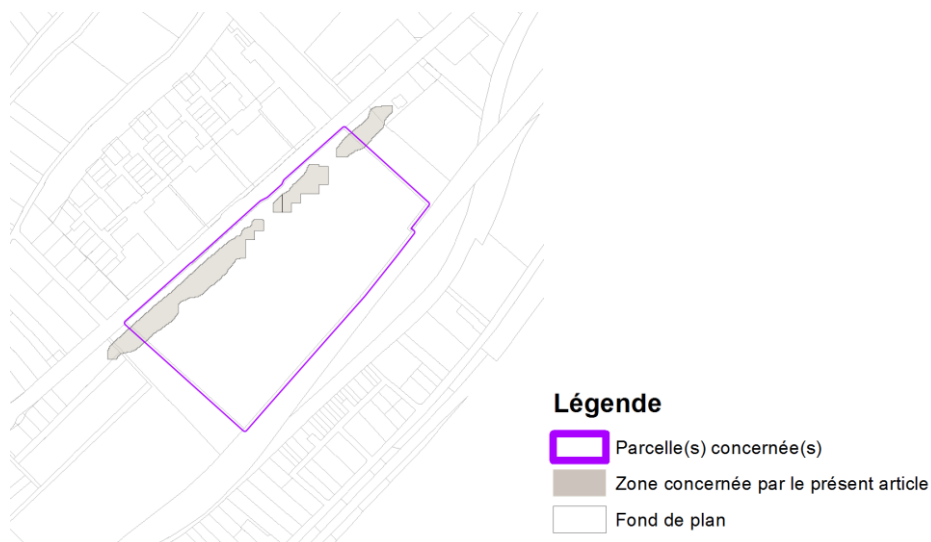 Légende
Parcelle(s) concernée(s)
Zone concernée par le présent article
Fond de plan